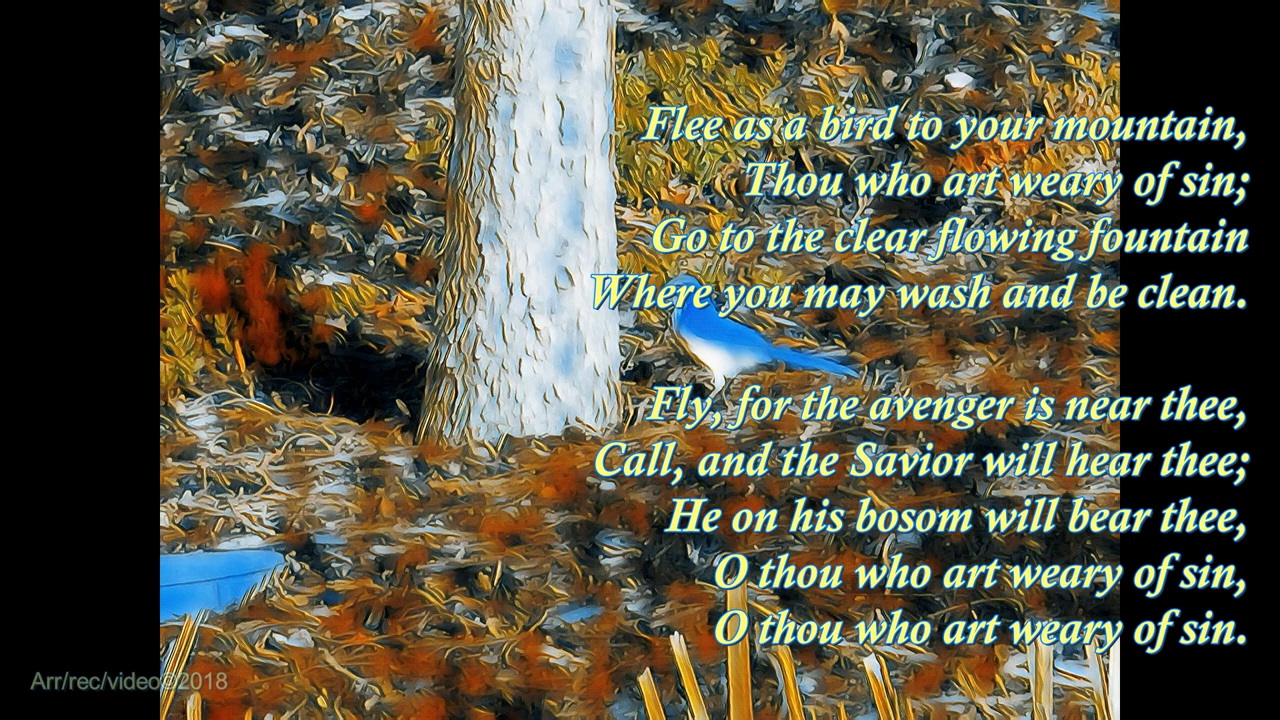 Flee as a bird to your mountain,
Thou who art weary of sin;
Go to the clear flowing fountain
Where you may wash and be clean.
Fly, for the avenger is near thee,
Call, and the Savior will hear thee;
He on his bosom will bear thee,
O thou who art weary of sin,
O thou who art weary of sin.
Arr/rec/video©2018